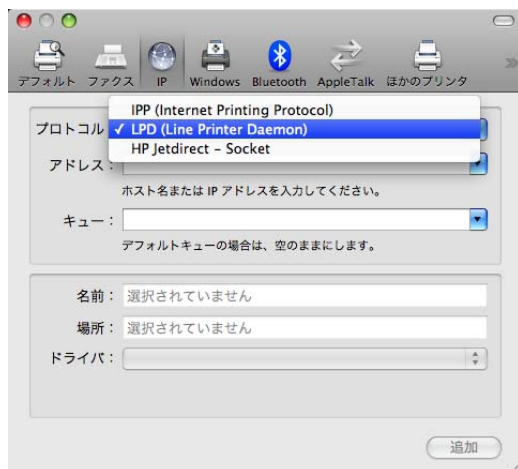 デフォルト ファクス IP Windows Bluetooth AppleTalk ほかのプリンタ
IPP (Internet Printing Protocol)
プロトコル ✓ LPD (Line Printer Daemon)
HP Jetdirect – Socket
アドレス：
ホスト名または IP アドレスを入力してください。
キュー：
デフォルトキューの場合は、空のままにします。
名前： 選択されていません
場所： 選択されていません
ドライバ：
追加